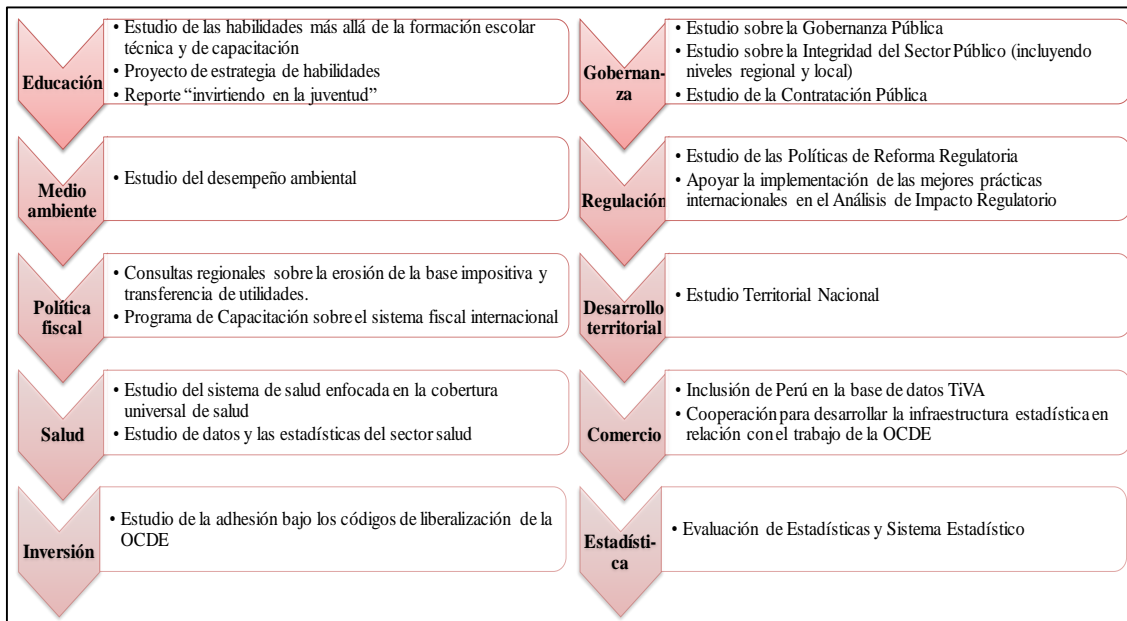 Educación
• Estudio de las habilidades más allá de la formación escolar
técnica y de capacitación
• Proyecto de estrategia de habilidades
• Reporte “invirtiendo en la juventud”
Medio
ambiente
• Estudio del desempeño ambiental
Política
fiscal
• Consultas regionales sobre la erosión de la base impositiva y
transferencia de utilidades.
• Programa de Capacitación sobre el sistema fiscal internacional
Salud
• Estudio del sistema de salud enfocada en la cobertura
universal de salud
• Estudio de datos y las estadísticas del sector salud
Inversión
• Estudio de la adhesión bajo los códigos de liberalización de la
OCDE
Gobernan-
za
• Estudio sobre la Gobernanza Pública
• Estudio sobre la Integridad del Sector Público (incluyendo
niveles regional y local)
• Estudio de la Contratación Pública
Regulación
• Estudio de las Políticas de Reforma Regulatoria
• Apoyar la implementación de las mejores prácticas
internacionales en el Análisis de Impacto Regulatorio
Desarrollo
territorial
• Estudio Territorial Nacional
Comercio
• Inclusión de Perú en la base de datos TiVA
• Cooperación para desarrollar la infraestructura estadística en
relación con el trabajo de la OCDE
Estadísti-
ca
• Evaluación de Estadísticas y Sistema Estadístico